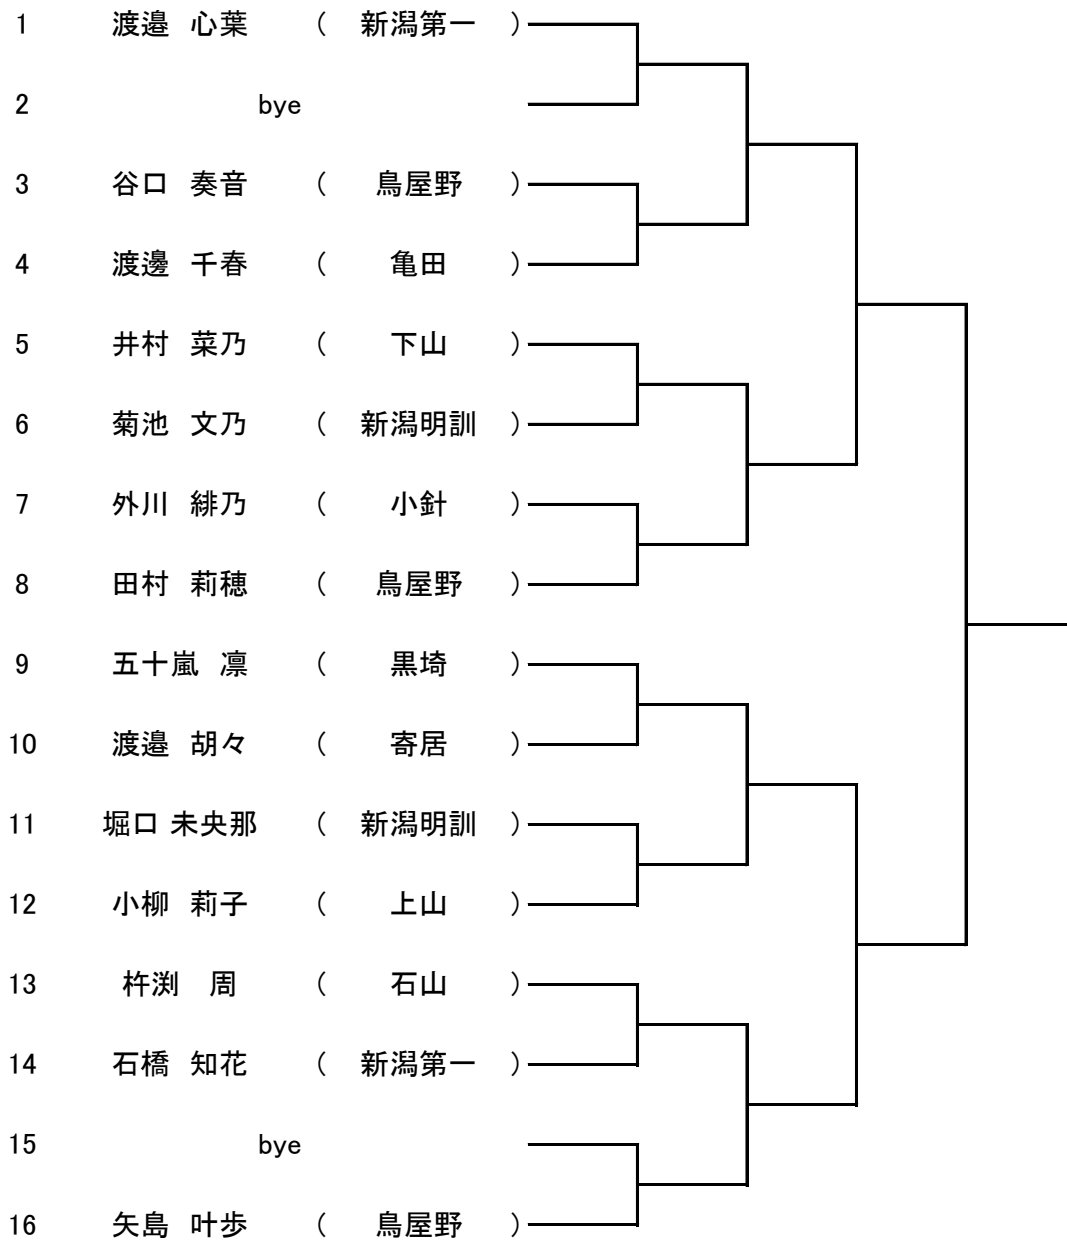 1 渡邉 心葉 ( 新潟第一 )
2 bye
3 谷口 奏音 ( 鳥屋野 )
4 渡邊 千春 ( 亀田 )
5 井村 菜乃 ( 下山 )
6 菊池 文乃 ( 新潟明訓 )
7 外川 緋乃 ( 小針 )
8 田村 莉穂 ( 鳥屋野 )
9 五十嵐 凛 ( 黒埼 )
10 渡邉 胡々 ( 寄居 )
11 堀口 未央那 ( 新潟明訓 )
12 小柳 莉子 ( 上山 )
13 杵渕 周 ( 石山 )
14 石橋 知花 ( 新潟第一 )
15 bye
16 矢島 叶歩 ( 鳥屋野 )